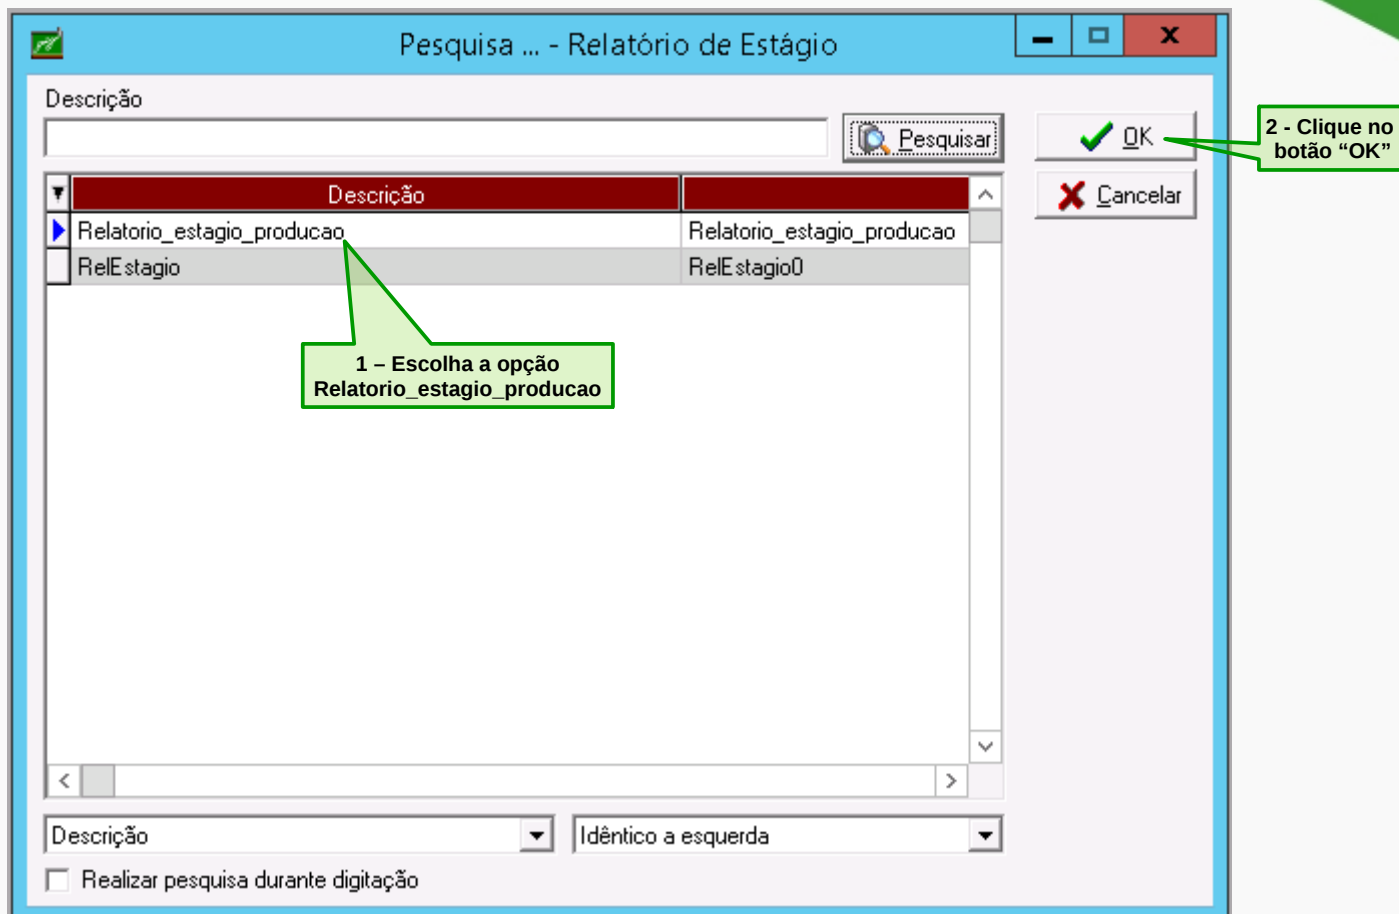 Pesquisa ... - Relatório de Estágio
Descrição
Pesquisar
OK
2 - Clique no
botão “OK”
Cancelar
Descrição
Relatorio_estagio_producao
Relatorio_estagio_producao
RelEstagio
RelEstagio0
1 – Escolha a opção
Relatorio_estagio_producao
Descrição
Idêntico a esquerda
Realizar pesquisa durante digitação